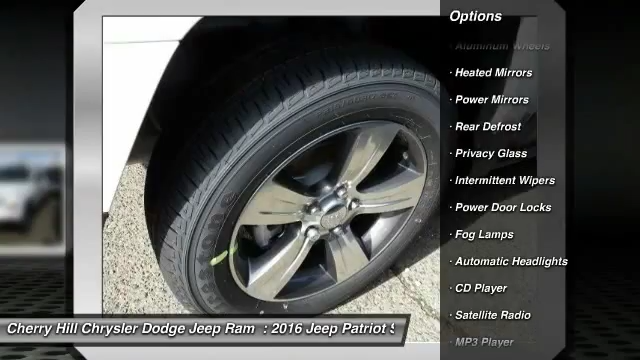 Options
· Aluminum Wheels
· Heated Mirrors
· Power Mirrors
· Rear Defrost
· Privacy Glass
· Intermittent Wipers
· Power Door Locks
· Fog Lamps
· Automatic Headlights
· CD Player
· Satellite Radio
· MP3 Player
Cherry Hill Chrysler Dodge Jeep Ram : 2016 Jeep Patriot S